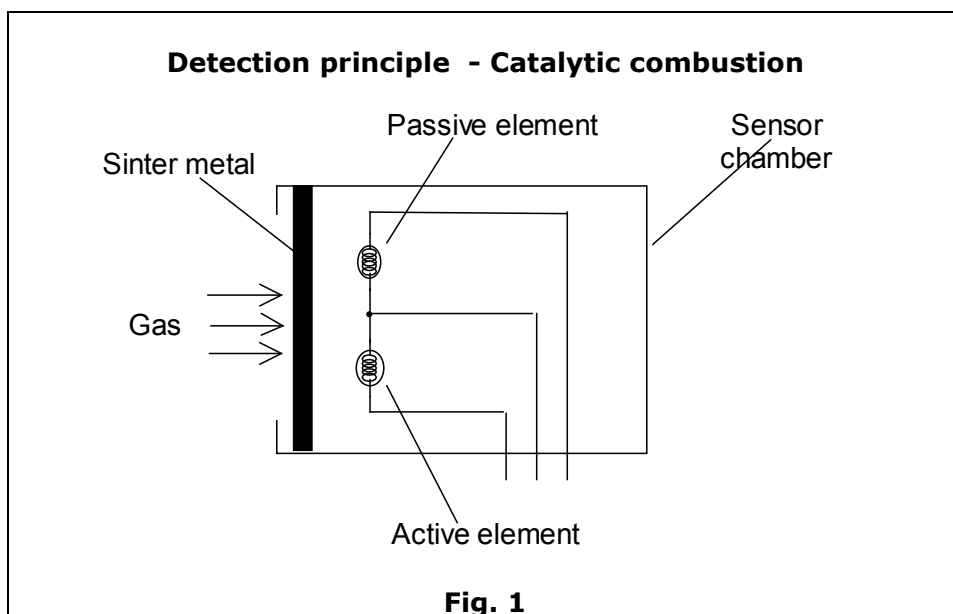 Detection principle - Catalytic combustion
Passive element
Sensor
chamber
Sinter metal
Gas
Active element
Fig. 1